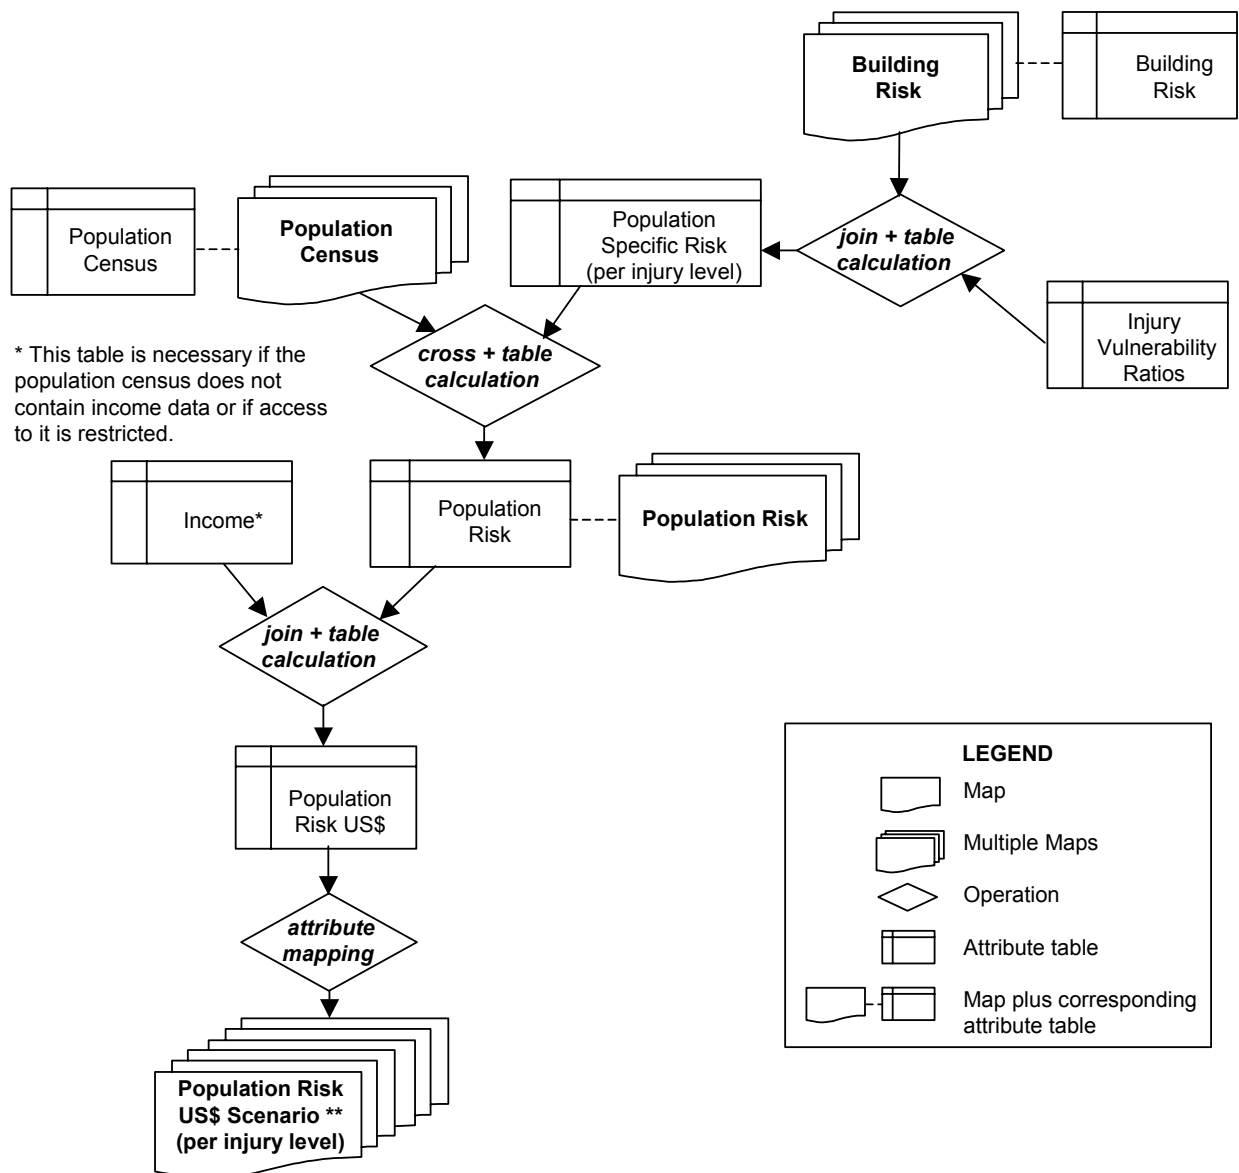 Building
Risk
Building
Risk
Population
Census
Population
Census
Population
Specific Risk
(per injury level)
join + table
calculation
Injury
Vulnerability
Ratios
* This table is necessary if the
population census does not
contain income data or if access
to it is restricted.
cross + table
calculation
Income*
Population
Risk
Population Risk
join + table
calculation
Population
Risk US$
attribute
mapping
Population Risk
US$ Scenario **
(per injury level)
LEGEND
Map
Multiple Maps
Operation
Attribute table
Map plus corresponding
attribute table